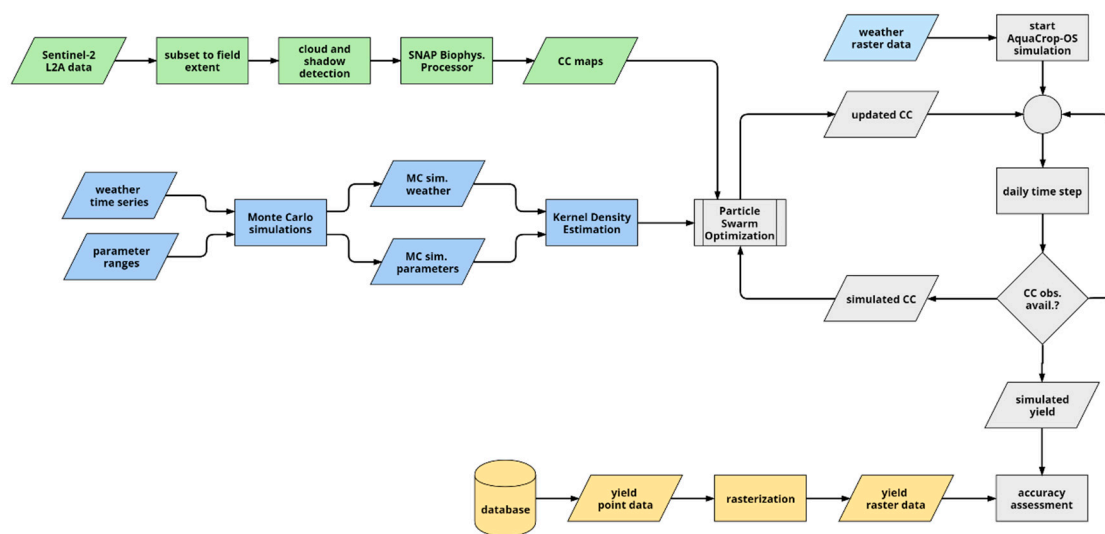 weather
raster data
start
AquaCrop-OS
simulation
Sentinel-2
L2A data
subset to field
extent
cloud and
shadow
detection
SNAP Biophys.
Processor
CC maps
updated CC
weather
time series
MC sim.
weather
daily time step
Monte Carlo
simulations
Kernel Density
Estimation
Particle
Swarm
Optimization
parameter
ranges
MC sim.
parameters
simulated CC
CC obs.
avail.?
simulated
yield
database
yield
point data
rasterization
yield
raster data
accuracy
assessment